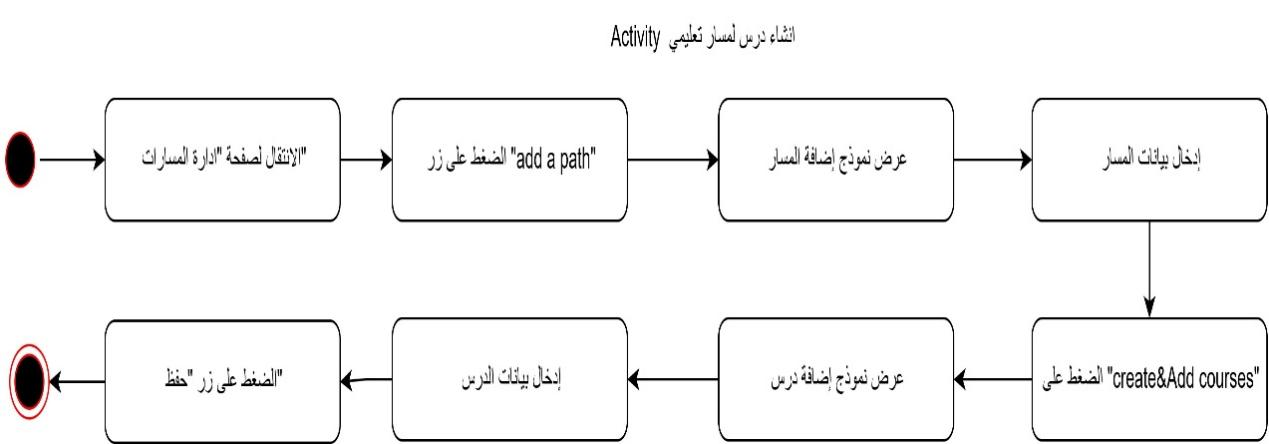 انشاء درس لمسار تعليمي Activity
الانتقال لصفحة "ادارة المسارات"
الضغط على زر "add a path"
عرض نموذج إضافة المسار
إدخال بيانات المسار
الضغط على "create&Add courses"
عرض نموذج إضافة درس
إدخال بيانات الدرس
الضغط على زر "حفظ"